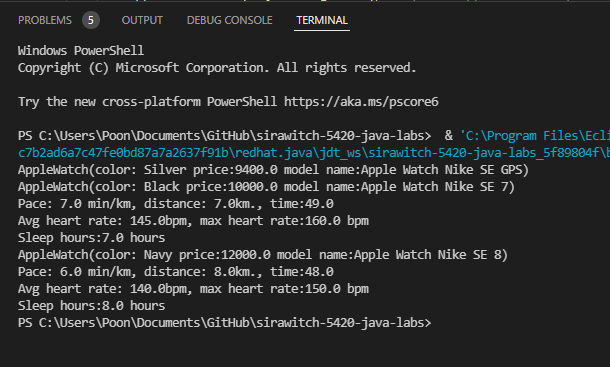 PROBLEMS 5 OUTPUT DEBUG CONSOLE TERMINAL
Windows PowerShell
Copyright (C) Microsoft Corporation. All rights reserved.
Try the new cross-platform PowerShell https://aka.ms/pscore6
PS C:\Users\Poon\Documents\GitHub\sirawitch-5420-java-labs>  & 'C:\Program Files\Ecli
c7b2ad6a7c47fe0bd87a7a2637f91b\redhat.java\jdt_ws\sirawitch-5420-java-labs_5f89804f\b
AppleWatch(color: Silver price:9400.0 model name:Apple Watch Nike SE GPS)
AppleWatch(color: Black price:10000.0 model name:Apple Watch Nike SE 7)
Pace: 7.0 min/km, distance: 7.0km., time:49.0
Avg heart rate: 145.0bpm, max heart rate:160.0 bpm
Sleep hours:7.0 hours
AppleWatch(color: Navy price:12000.0 model name:Apple Watch Nike SE 8)
Pace: 6.0 min/km, distance: 8.0km., time:48.0
Avg heart rate: 140.0bpm, max heart rate:150.0 bpm
Sleep hours:8.0 hours
PS C:\Users\Poon\Documents\GitHub\sirawitch-5420-java-labs>